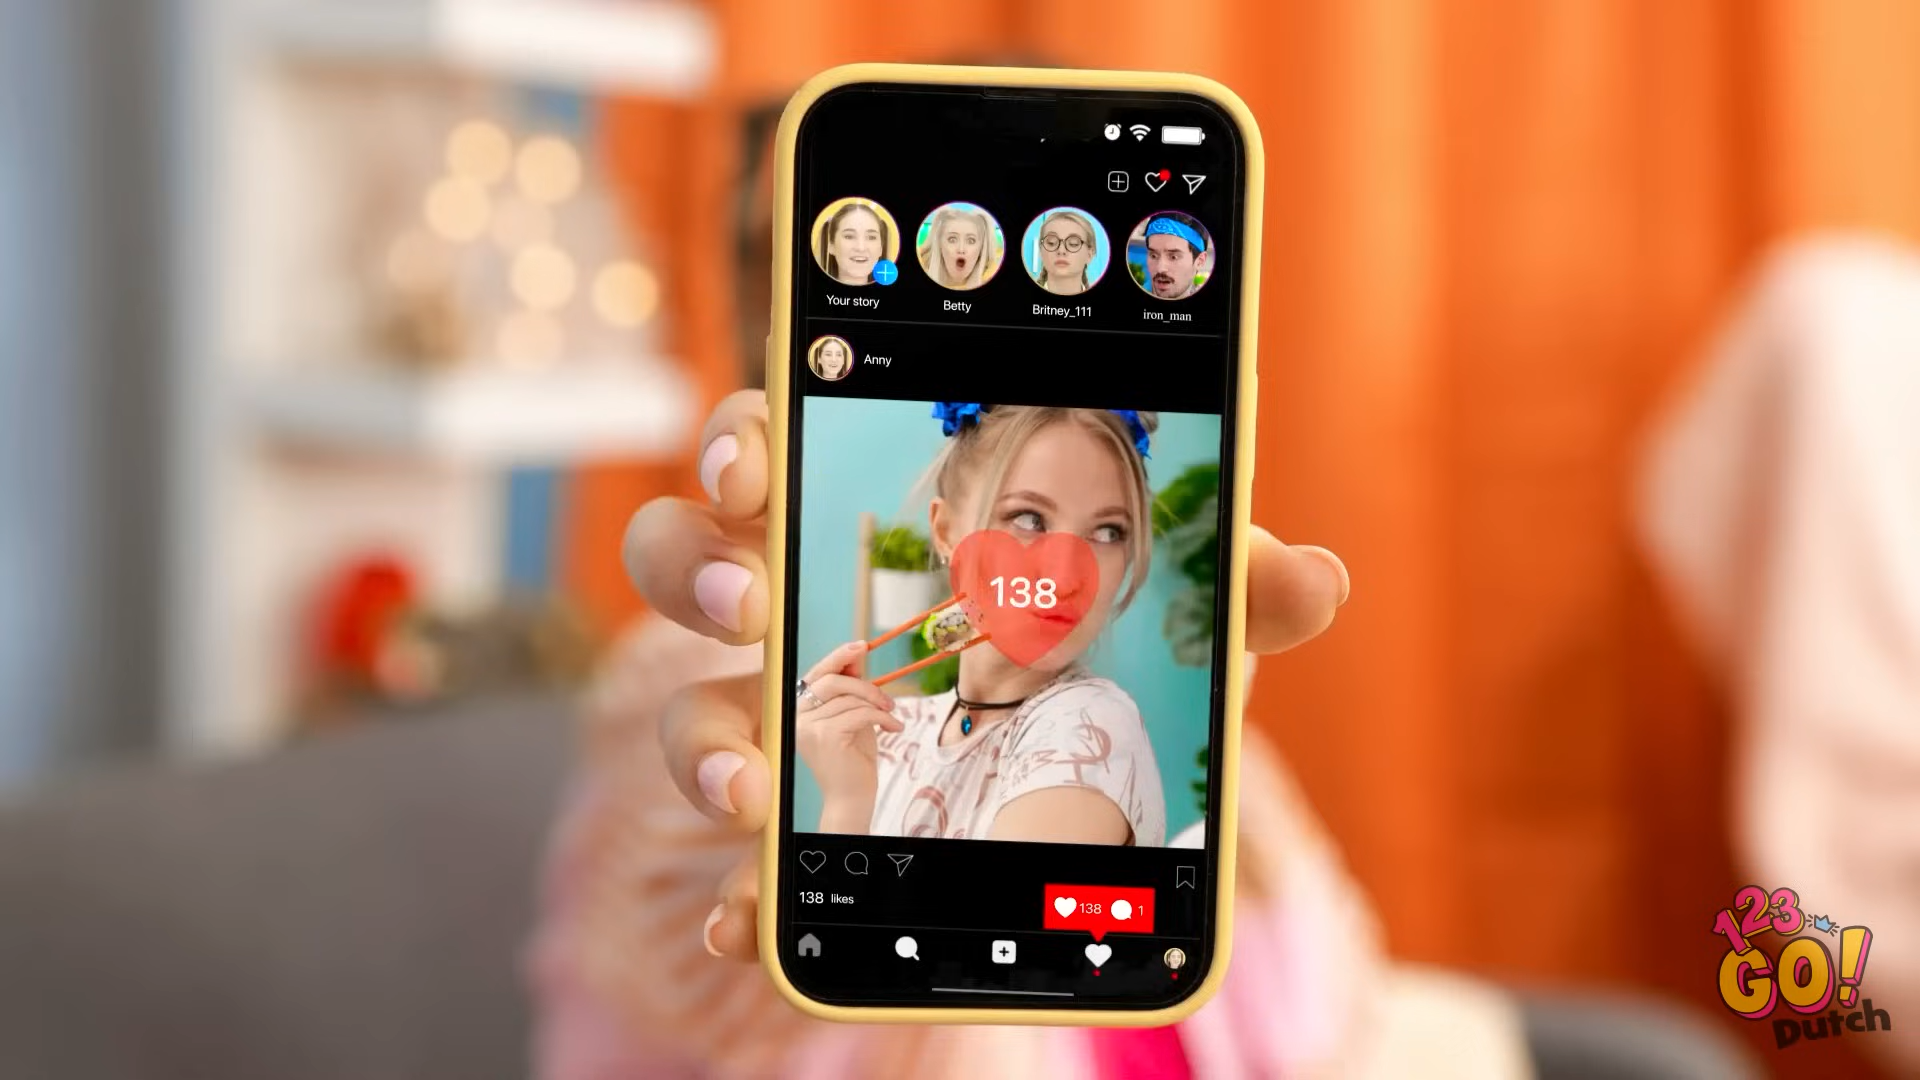 Your story
Betty
Britney_111
iron_man
Anny
138
138 likes
138 1
123
GO!
Dutch